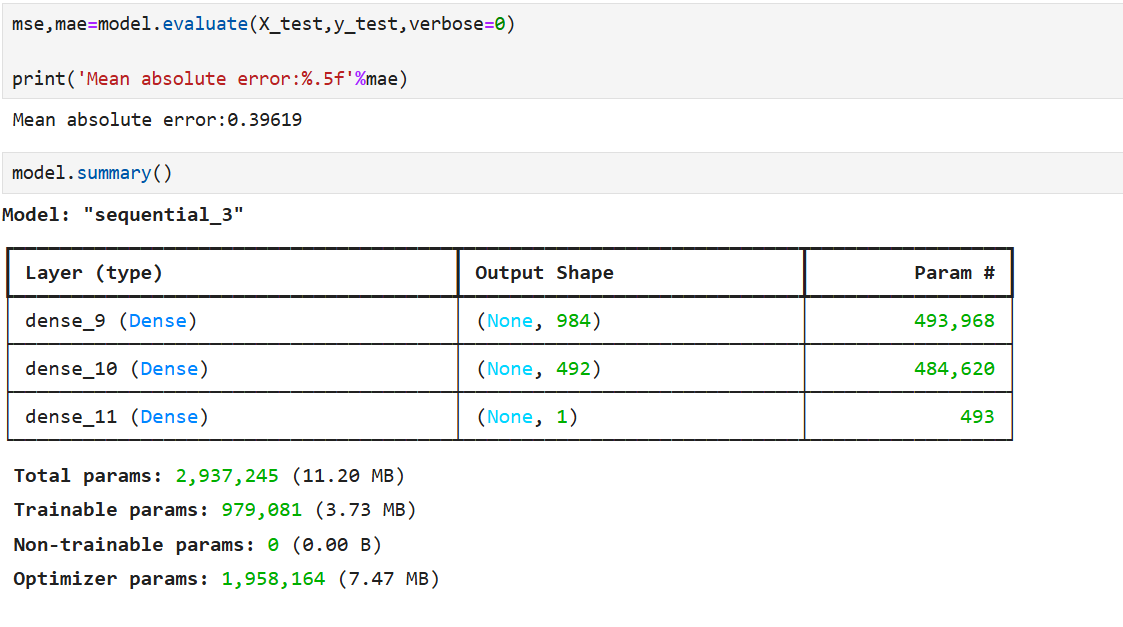 mse,mae=model.evaluate(X_test,y_test,verbose=0)
print('Mean absolute error:%.5f'%mae)
Mean absolute error:0.39619
model.summary()
Model: "sequential_3"
Layer (type) Output Shape Param #
dense_9 (Dense) (None, 984) 493,968
dense_10 (Dense) (None, 492) 484,620
dense_11 (Dense) (None, 1) 493
Total params: 2,937,245 (11.20 MB)
Trainable params: 979,081 (3.73 MB)
Non-trainable params: 0 (0.00 B)
Optimizer params: 1,958,164 (7.47 MB)